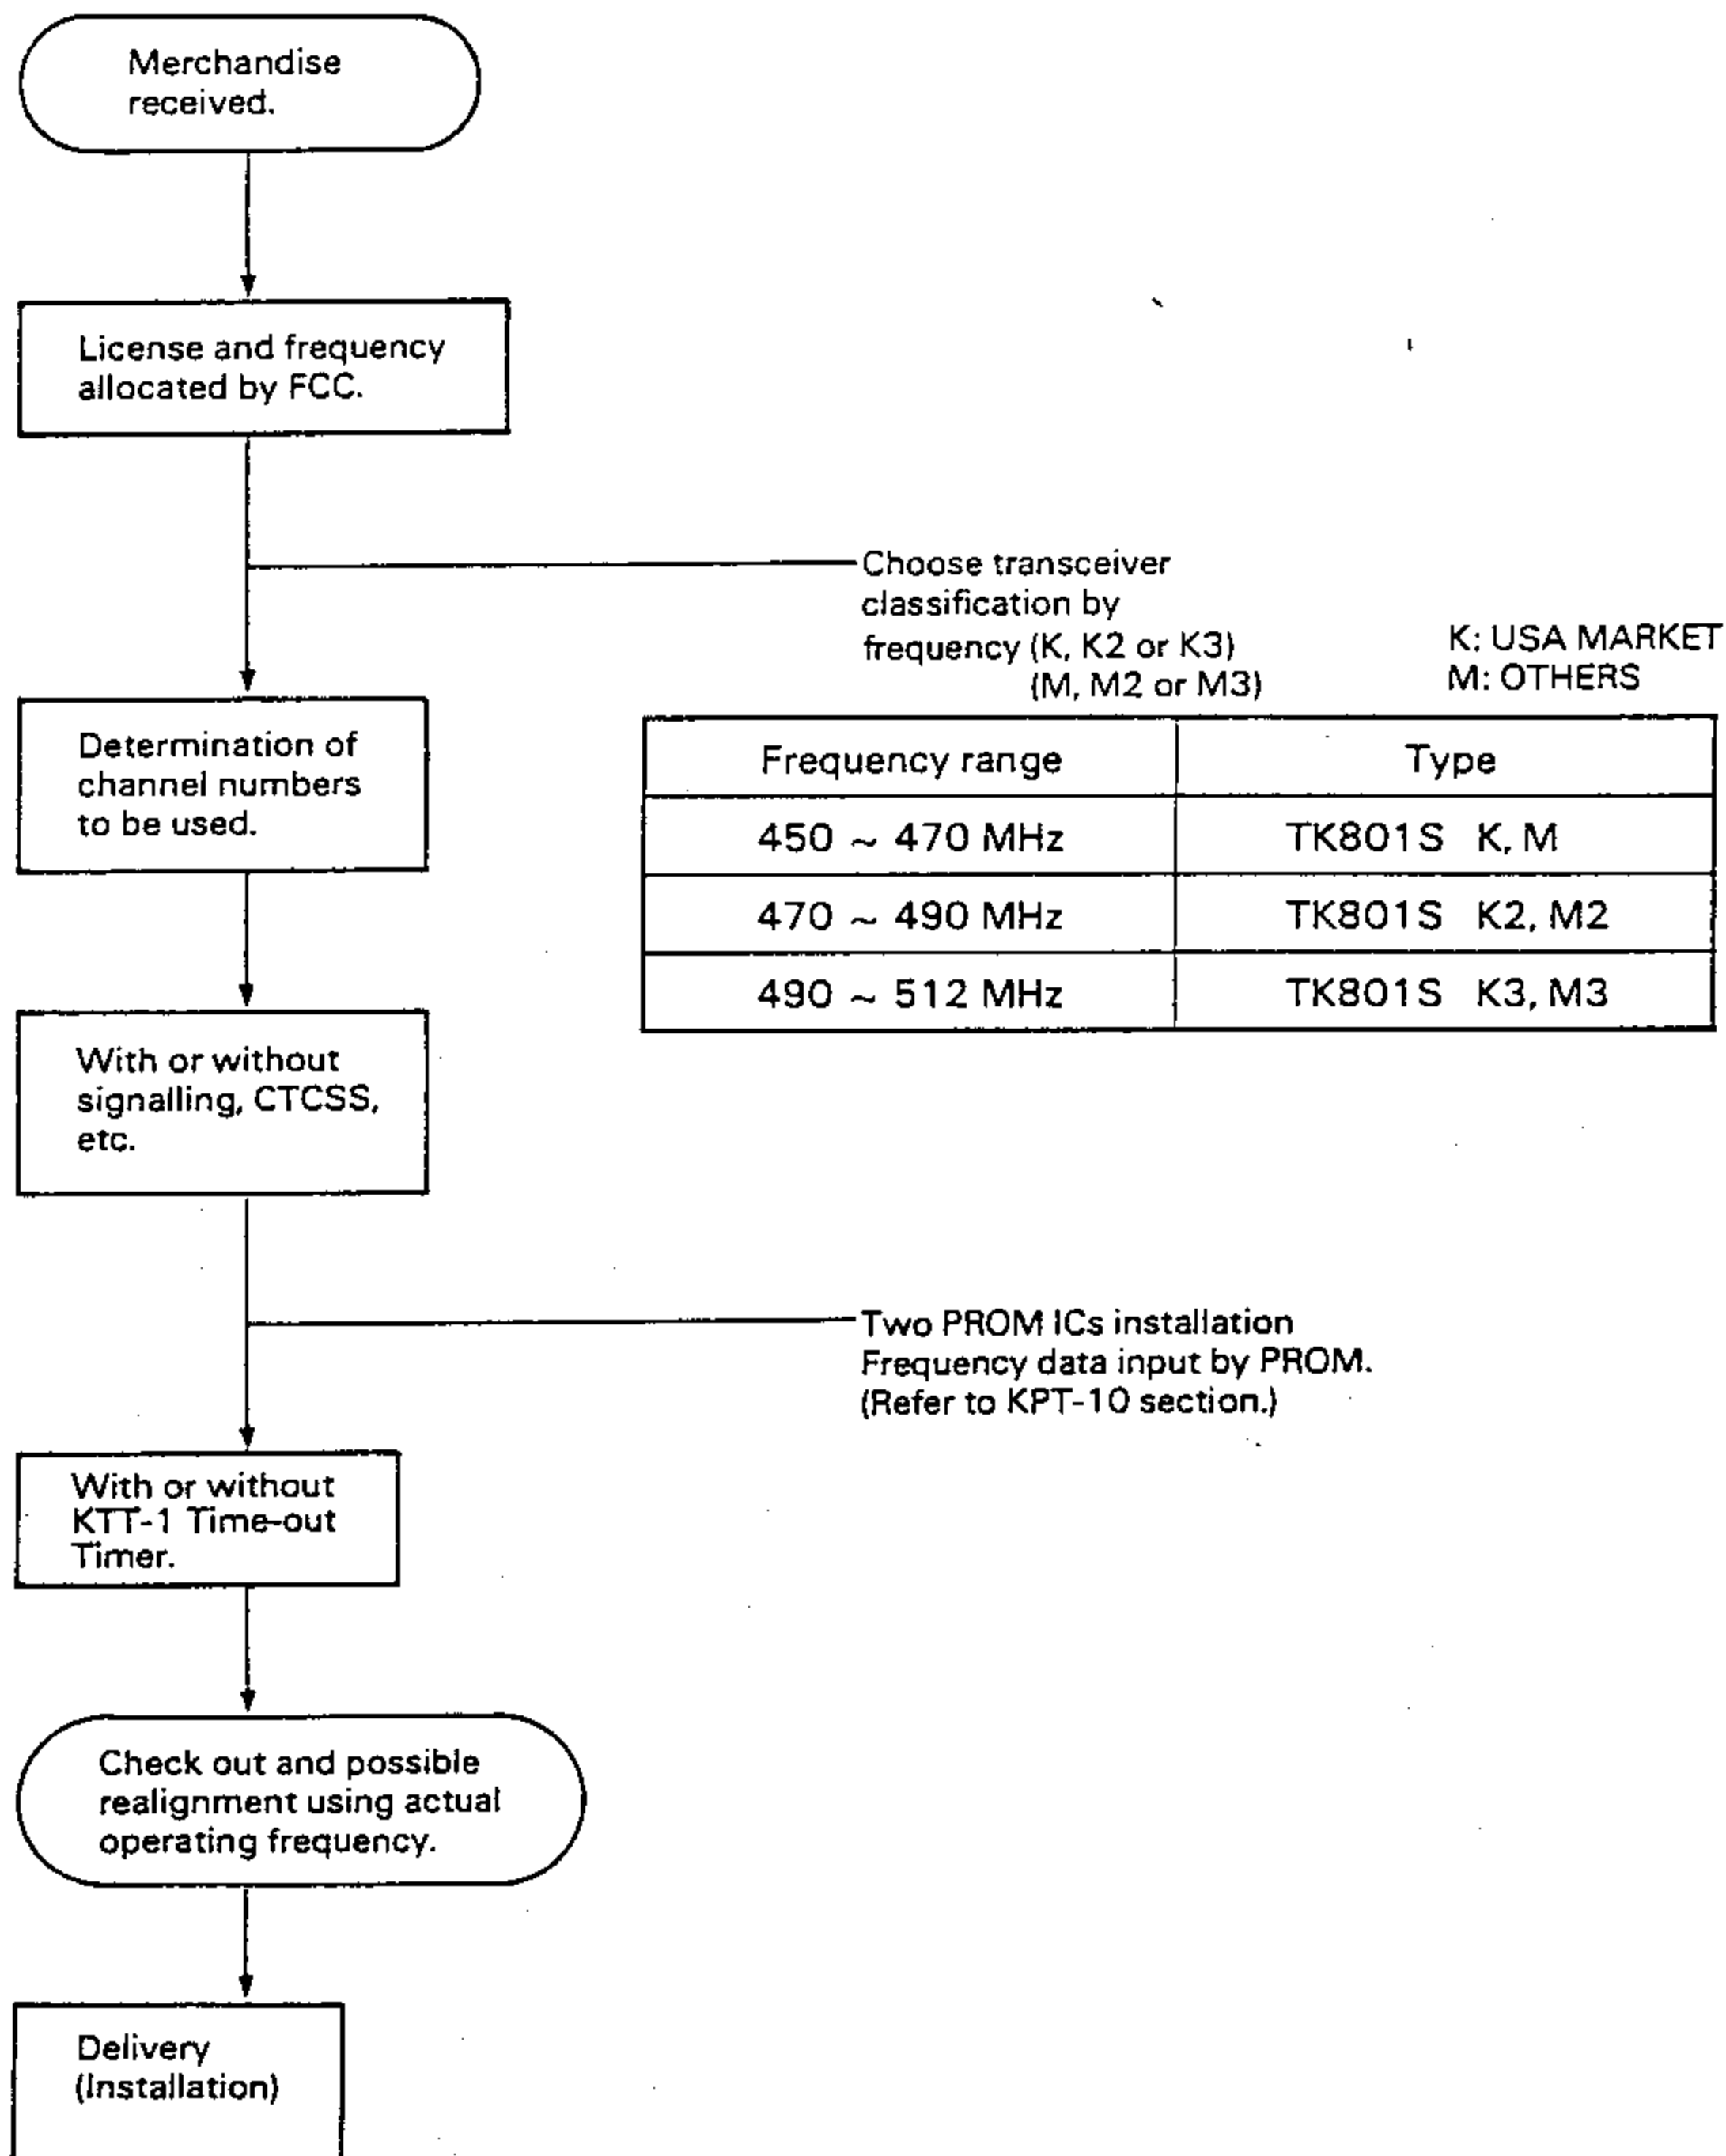 Merchandise
received.
License and frequency
allocated by FCC.
Choose transceiver
classification by
frequency (K, K2 or K3)
(M, M2 or M3)
K: USA MARKET
M: OTHERS
Determination of
channel numbers
to be used.
Frequency range Type
450 ~ 470 MHz TK801S K, M
470 ~ 490 MHz TK801S K2, M2
490 ~ 512 MHz TK801S K3, M3
With or without
signalling, CTCSS,
etc.
Two PROM ICs installation
Frequency data input by PROM.
(Refer to KPT-10 section.)
With or without
KTT-1 Time-out
Timer.
Check out and possible
realignment using actual
operating frequency.
Delivery
(Installation)